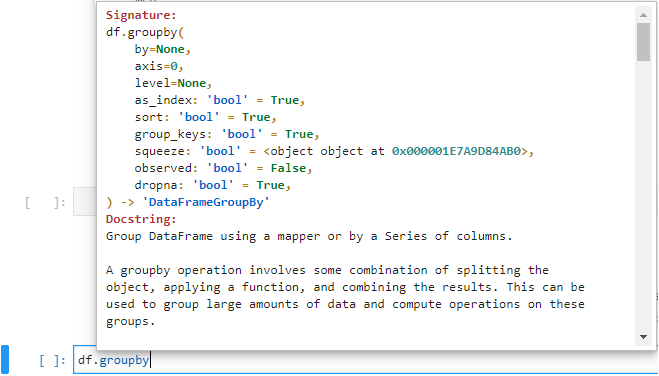 Signature:
df.groupby(
    by=None,
    axis=0,
    level=None,
    as_index: 'bool' = True,
    sort: 'bool' = True,
    group_keys: 'bool' = True,
    squeeze: 'bool' = <object object at 0x000001E7A9D84AB0>,
    observed: 'bool' = False,
    dropna: 'bool' = True,
) -> 'DataFrameGroupBy'
Docstring:
Group DataFrame using a mapper or by a Series of columns.
A groupby operation involves some combination of splitting the
object, applying a function, and combining the results. This can be
used to group large amounts of data and compute operations on these
groups.
[ ]:
[ ]: df.groupby